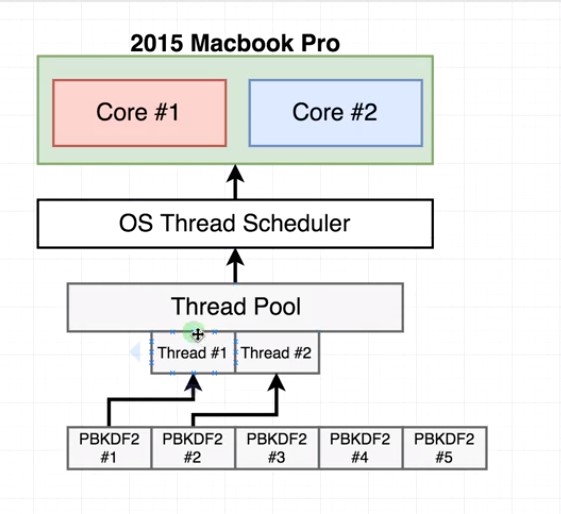 2015 Macbook Pro
Core #1
Core #2
OS Thread Scheduler
Thread Pool
Thread #1
Thread #2
PBKDF2
#1
PBKDF2
#2
PBKDF2
#3
PBKDF2
#4
PBKDF2
#5